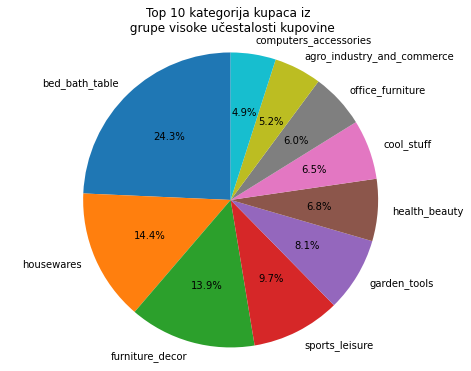 Top 10 kategorija kupaca iz
grupe visoke učestalosti kupovine
computers_accessories
agro_industry_and_commerce
office_furniture
cool_stuff
health_beauty
garden_tools
sports_leisure
furniture_decor
housewares
bed_bath_table
4.9%
5.2%
6.0%
6.5%
6.8%
8.1%
9.7%
13.9%
14.4%
24.3%